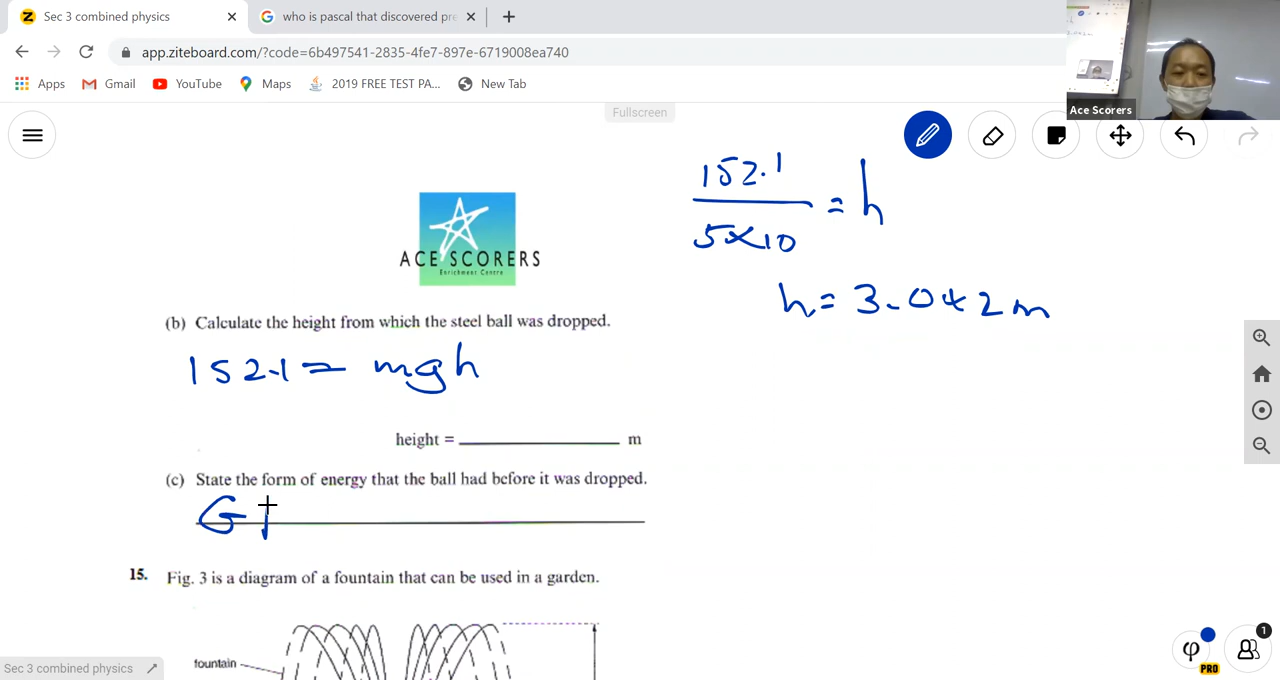 Sec 3 combined physics
who is pascal that discovered pre
app.ziteboard.com/?code=6b497541-2835-4fe7-897e-6719008ea740
Apps
Gmail
YouTube
Maps
2019 FREE TEST PA...
New Tab
Ace Scorers
Fullscreen
152.1
5×10
= h
h = 3.042 m
ACE SCORERS
Enrichment Centre
(b) Calculate the height from which the steel ball was dropped.
152.1 = mgh
height = ____________ m
(c) State the form of energy that the ball had before it was dropped.
G
15. Fig. 3 is a diagram of a fountain that can be used in a garden.
fountain
Sec 3 combined physics
φ
PRO
1